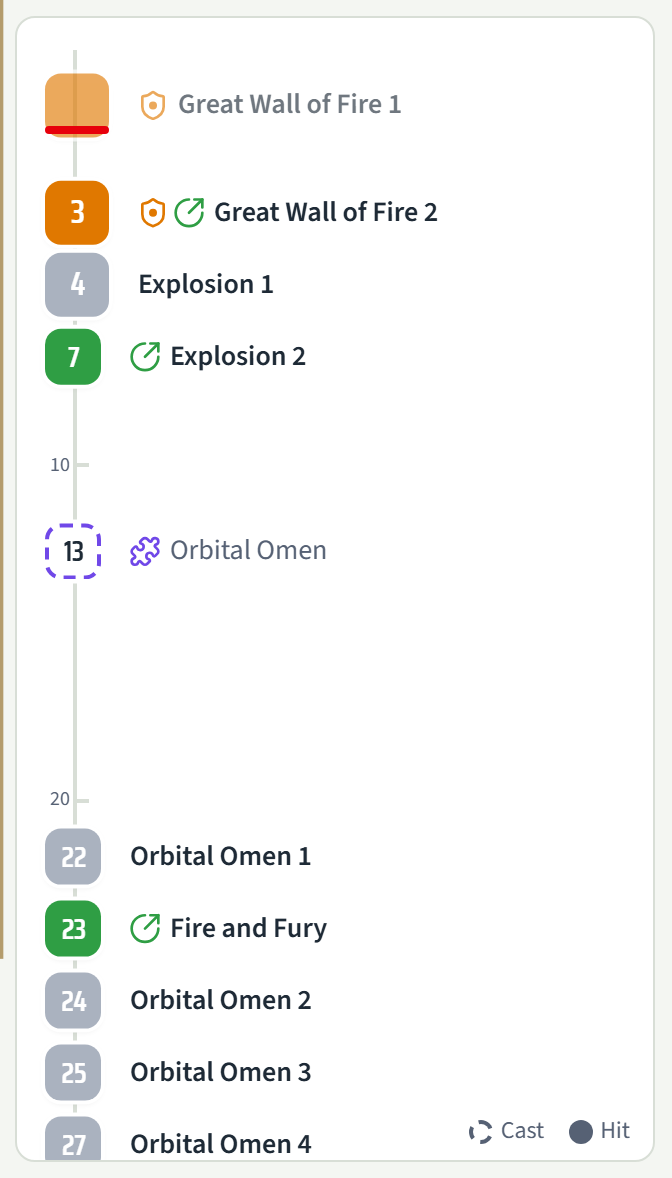 Great Wall of Fire 1
3 Great Wall of Fire 2
4 Explosion 1
7 Explosion 2
10
13 Orbital Omen
20
22 Orbital Omen 1
23 Fire and Fury
24 Orbital Omen 2
25 Orbital Omen 3
Cast Hit
27 Orbital Omen 4